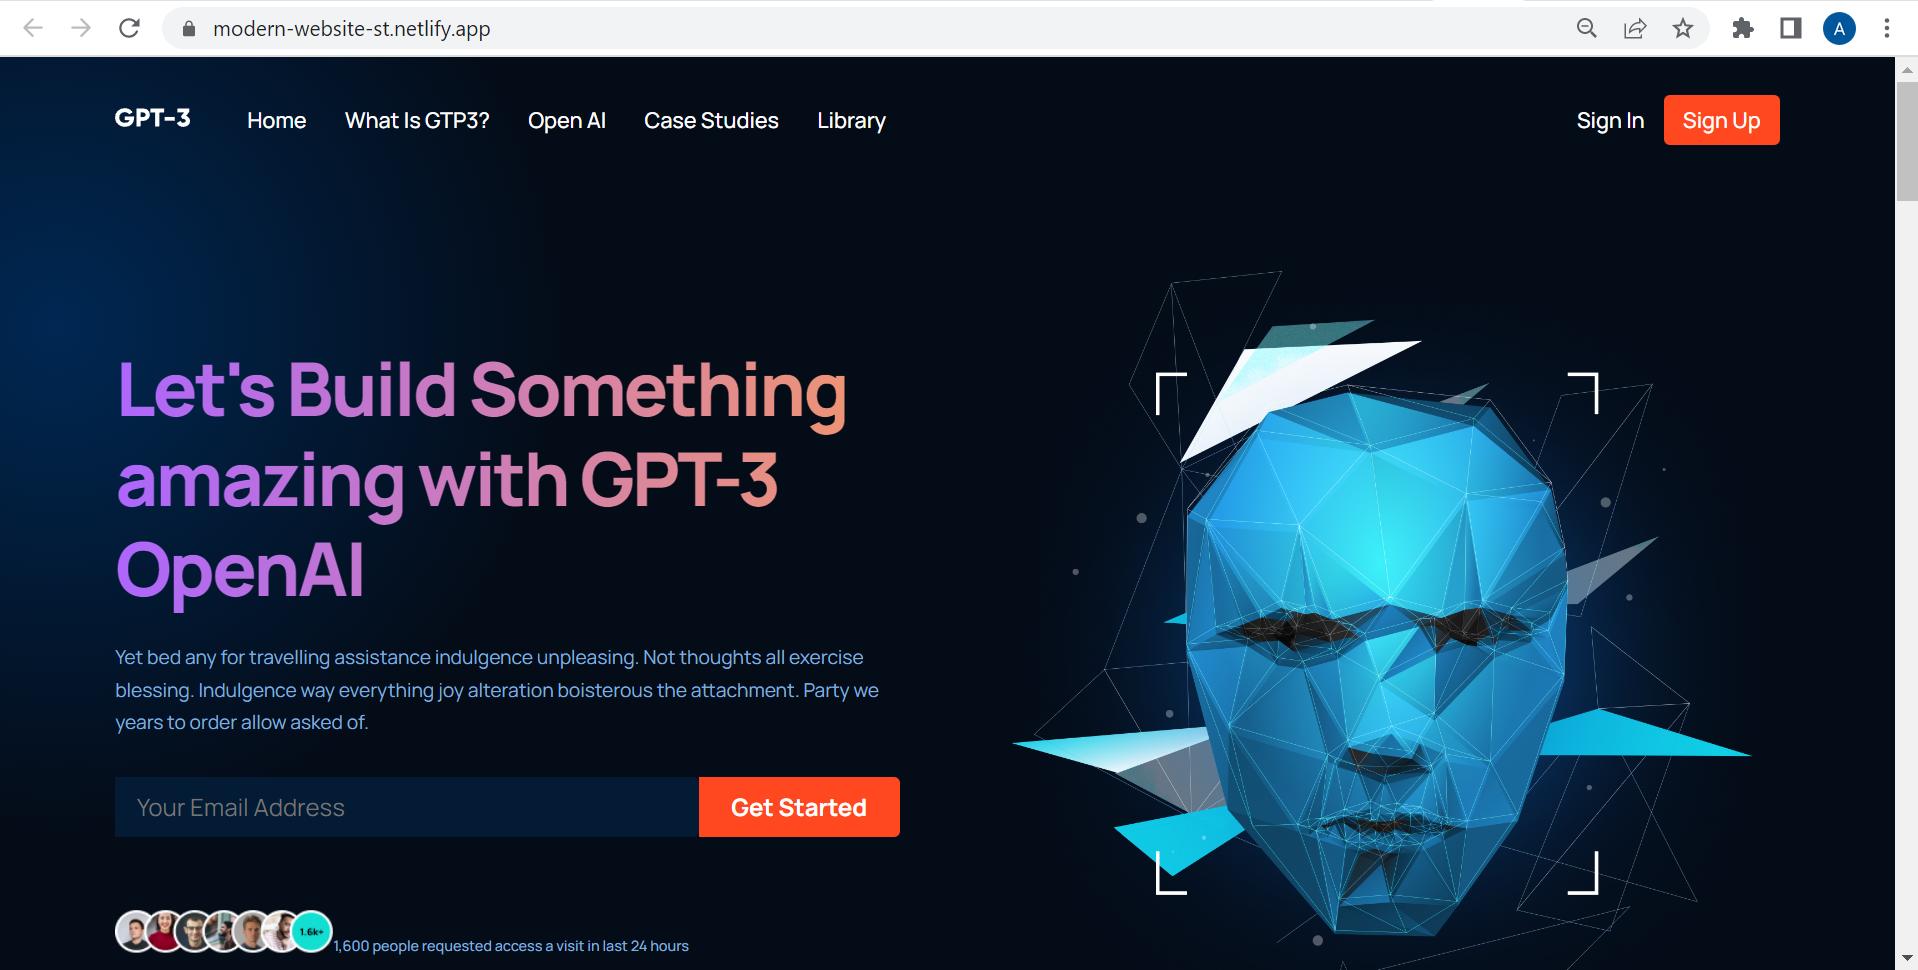 modern-website-st.netlify.app
A
GPT-3
Home
What Is GTP3?
Open AI
Case Studies
Library
Sign In
Sign Up
Let's Build Something
amazing with GPT-3
OpenAI
Yet bed any for travelling assistance indulgence unpleasing. Not thoughts all exercise
blessing. Indulgence way everything joy alteration boisterous the attachment. Party we
years to order allow asked of.
Your Email Address
Get Started
1.6k+
1,600 people requested access a visit in last 24 hours